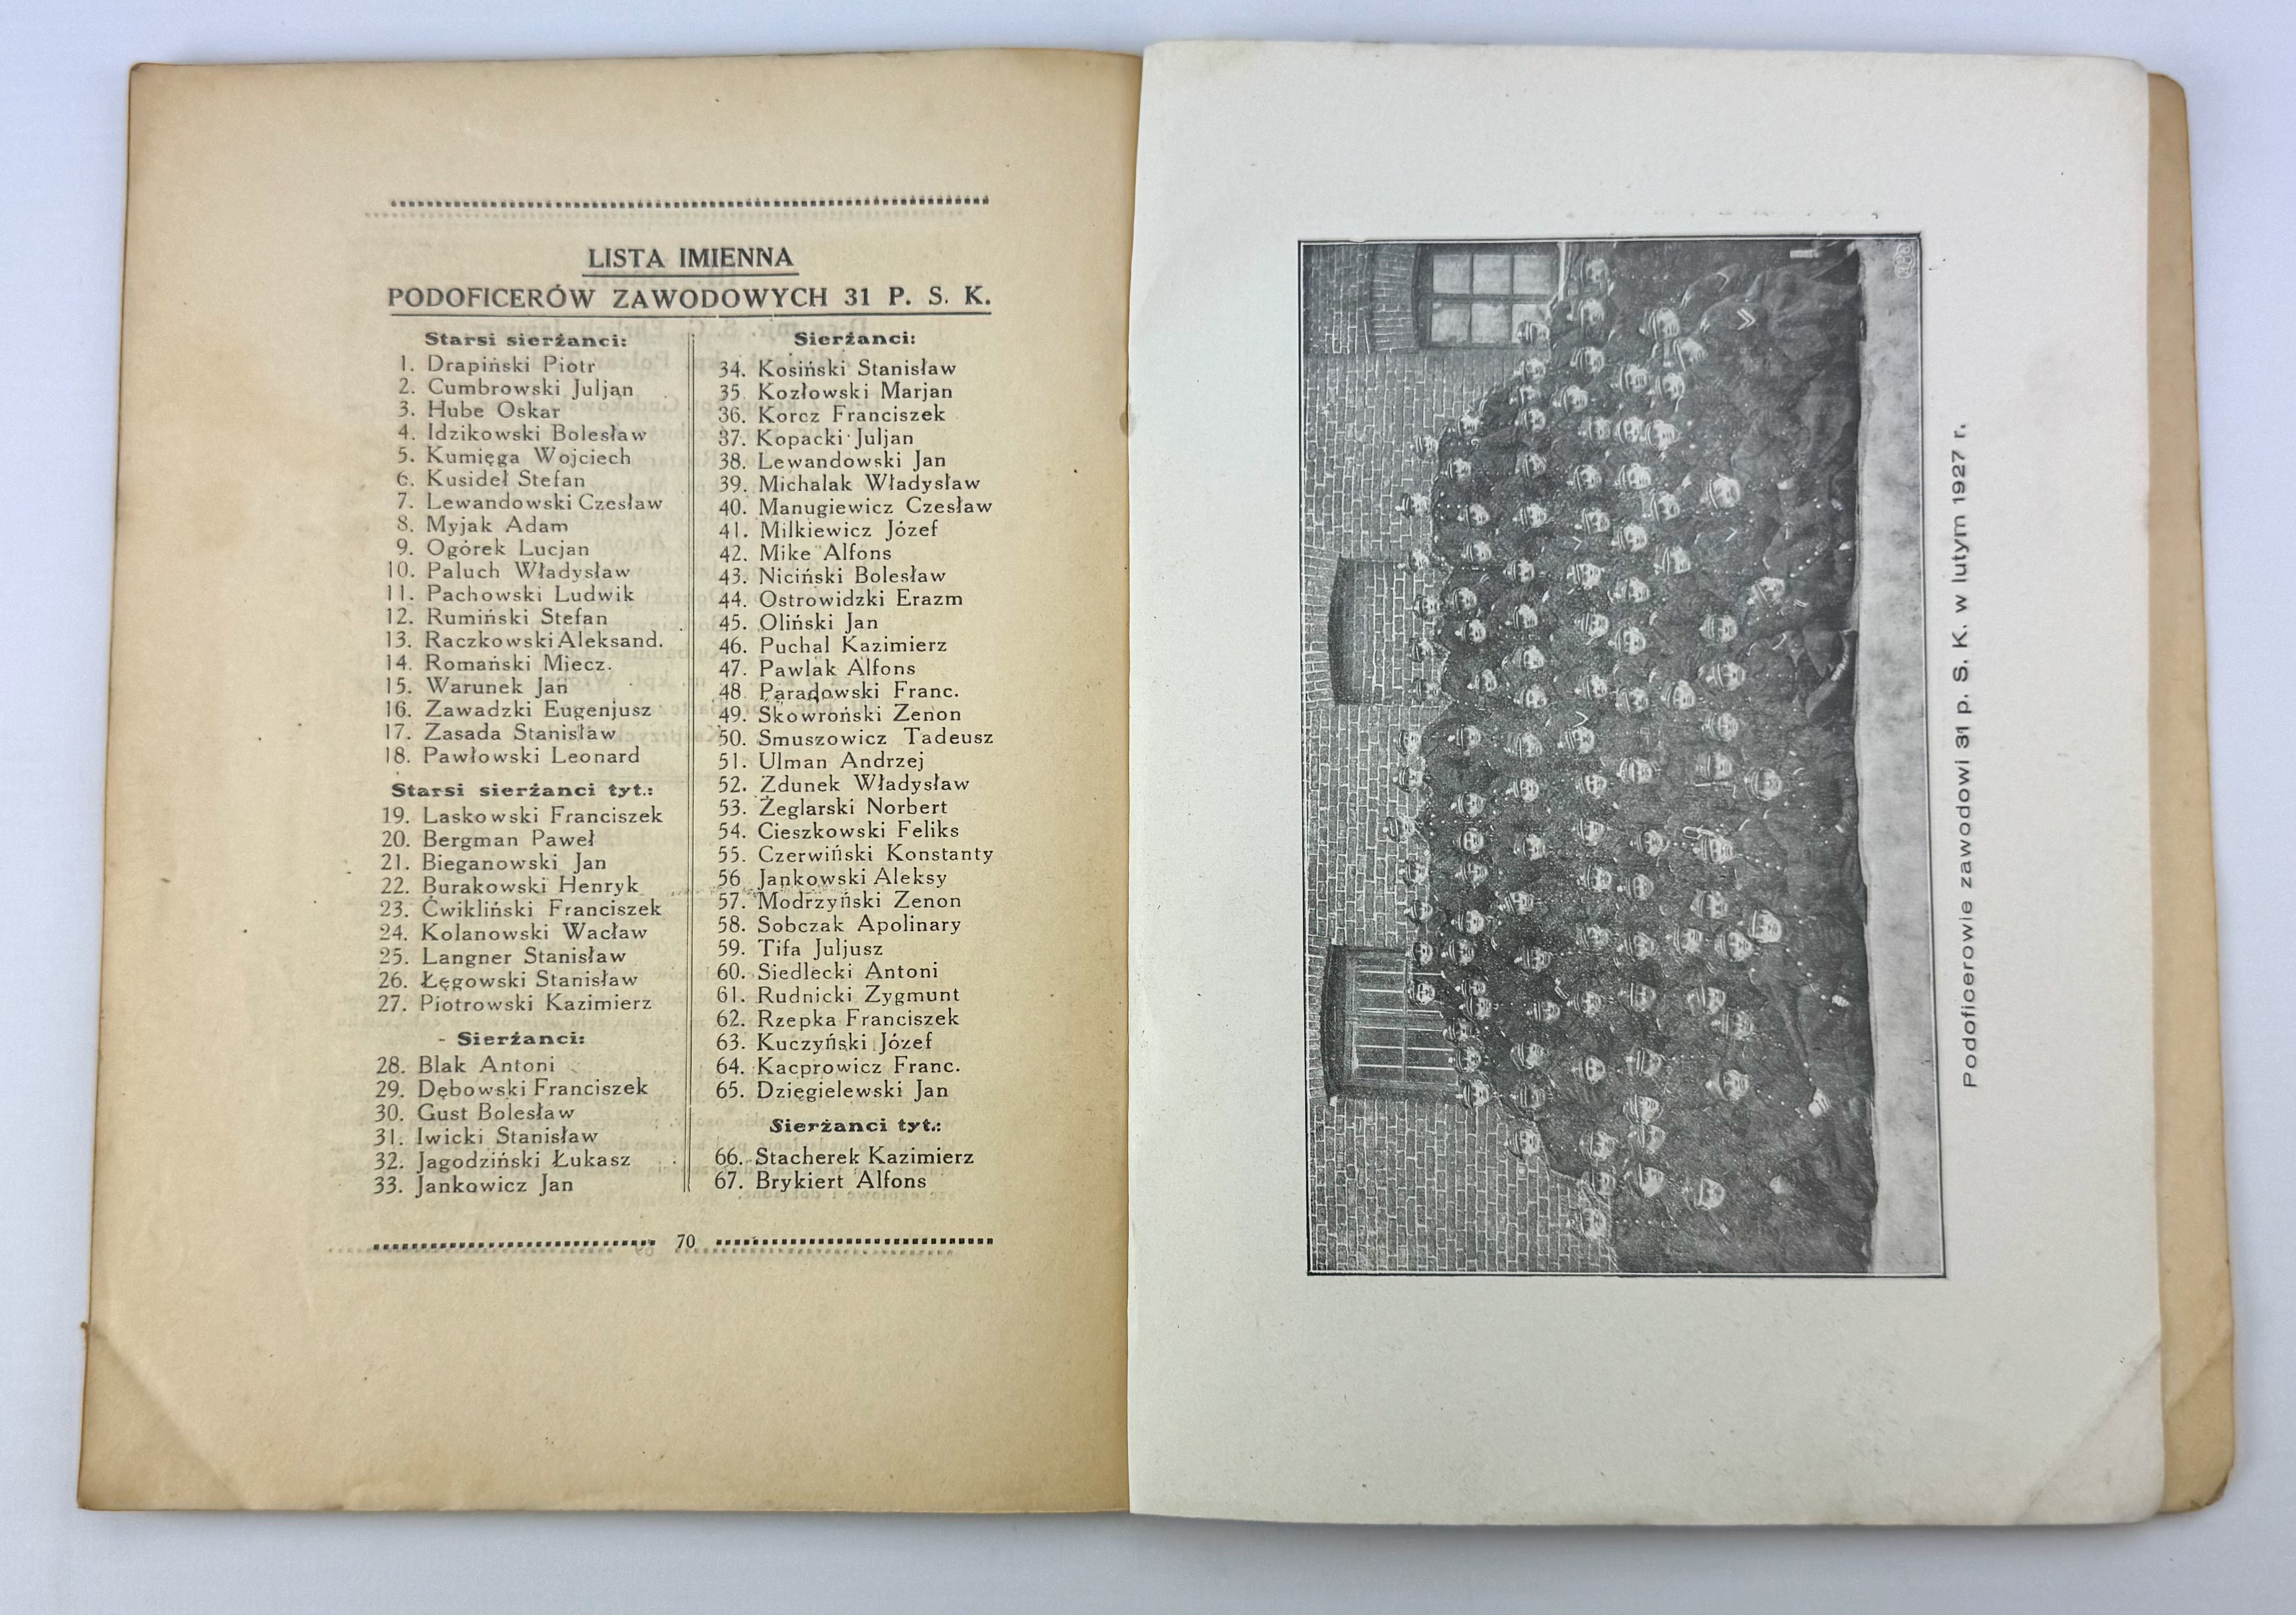 LISTA IMIENNA
PODOFICERÓW ZAWODOWYCH 31 P. S. K.
Starsi sierżanci:
1. Drapiński Piotr
2. Cumbrowski Juljan
3. Hube Oskar
4. Idzikowski Bolesław
5. Kumięga Wojciech
6. Kusideł Stefan
7. Lewandowski Czesław
8. Myjak Adam
9. Ogórek Lucjan
10. Paluch Władysław
11. Pachowski Ludwik
12. Rumiński Stefan
13. Raczkowski Aleksand.
14. Romański Miecz.
15. Warunek Jan
16. Zawadzki Eugenjusz
17. Zasada Stanisław
18. Pawłowski Leonard
Starsi sierżanci tyt.:
19. Laskowski Franciszek
20. Bergman Paweł
21. Bieganowski Jan
22. Burakowski Henryk
23. Ćwikliński Franciszek
24. Kolanowski Wacław
25. Langner Stanisław
26. Łęgowski Stanisław
27. Piotrowski Kazimierz
- Sierżanci:
28. Blak Antoni
29. Dębowski Franciszek
30. Gust Bolesław
31. Iwicki Stanisław
32. Jagodziński Łukasz
33. Jankowicz Jan
Sierżanci:
34. Kosiński Stanisław
35. Kozłowski Marjan
36. Korcz Franciszek
37. Kopacki Juljan
38. Lewandowski Jan
39. Michalak Władysław
40. Manugiewicz Czesław
41. Milkiewicz Józef
42. Mike Alfons
43. Niciński Bolesław
44. Ostrowidzki Erazm
45. Oliński Jan
46. Puchal Kazimierz
47. Pawlak Alfons
48 Paradowski Franc.
49. Skowroński Zenon
50. Smuszowicz Tadeusz
51. Ulman Andrzej
52. Zdunek Władysław
53. Żeglarski Norbert
54. Cieszkowski Feliks
55. Czerwiński Konstanty
56 Jankowski Aleksy
57. Modrzyński Zenon
58. Sobczak Apolinary
59. Tifa Juljusz
60. Siedlecki Antoni
61. Rudnicki Zygmunt
62. Rzepka Franciszek
63. Kuczyński Józef
64. Kacprowicz Franc.
65. Dzięgielewski Jan
Sierżanci tyt.:
66. Stacherek Kazimierz
67. Brykiert Alfons
70
Podoficerowie zawodowi 31 p. S. K. w lutym 1927 r.